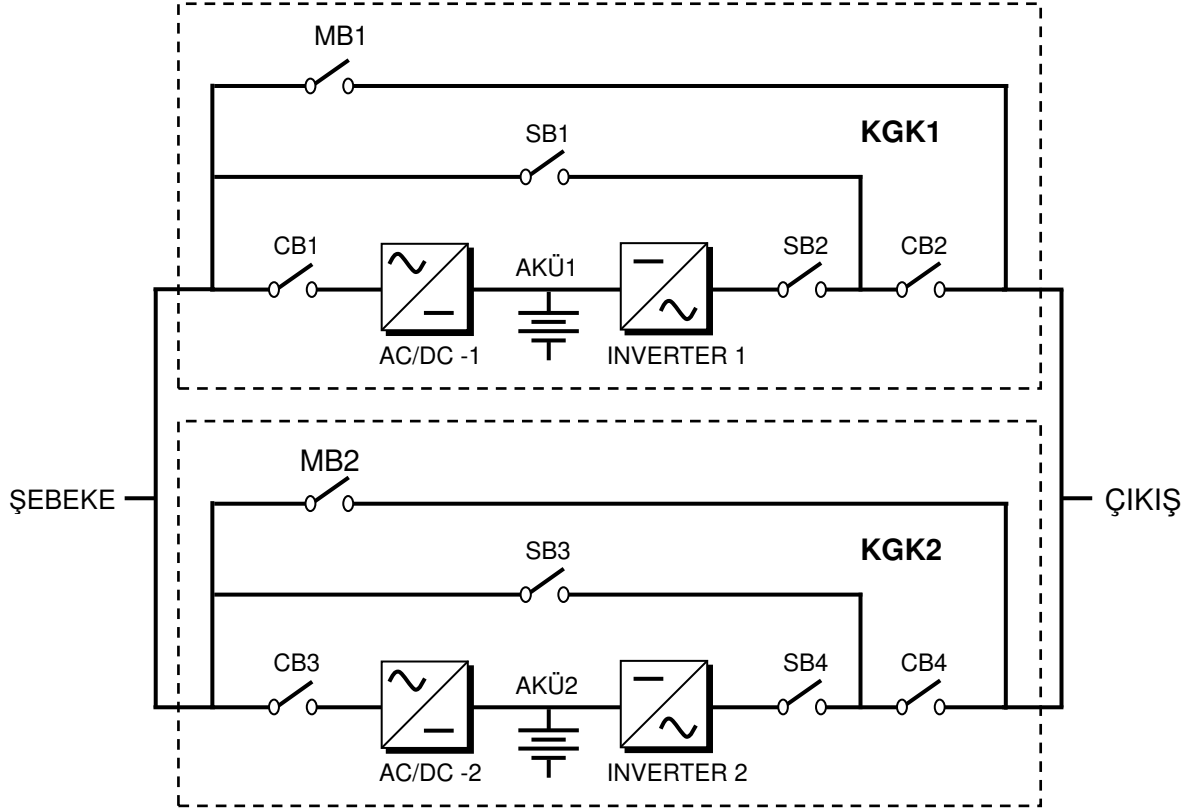 MB1
SB1
KGK1
CB1
AKÜ1
SB2
CB2
AC/DC -1
INVERTER 1
MB2
ŞEBEKE
ÇIKIŞ
SB3
KGK2
CB3
AKÜ2
SB4
CB4
AC/DC -2
INVERTER 2